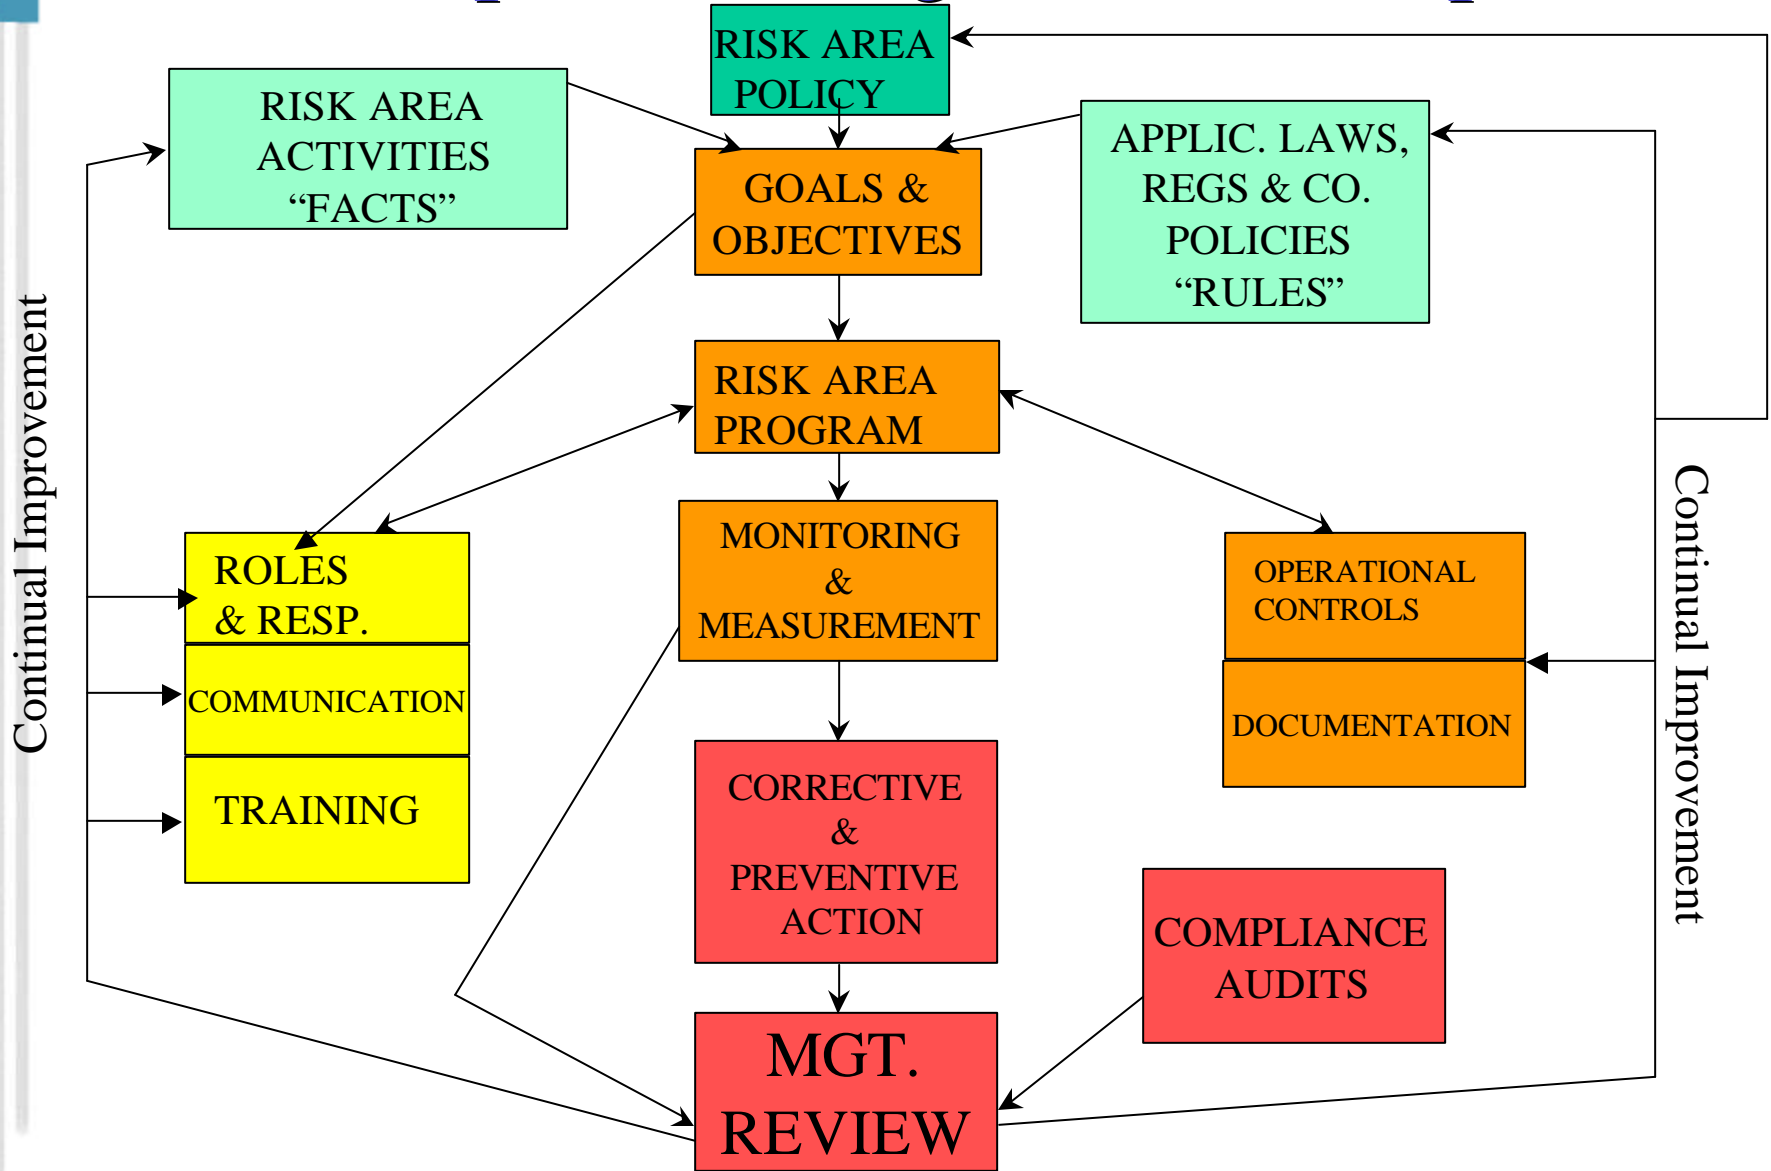 RISK AREA
POLICY
RISK AREA
ACTIVITIES
“FACTS”
APPLIC. LAWS,
REGS & CO.
POLICIES
“RULES”
GOALS &
OBJECTIVES
RISK AREA
PROGRAM
MONITORING
&
MEASUREMENT
ROLES
& RESP.
COMMUNICATION
TRAINING
OPERATIONAL
CONTROLS
DOCUMENTATION
CORRECTIVE
&
PREVENTIVE
ACTION
COMPLIANCE
AUDITS
MGT.
REVIEW
Continual Improvement
Continual Improvement